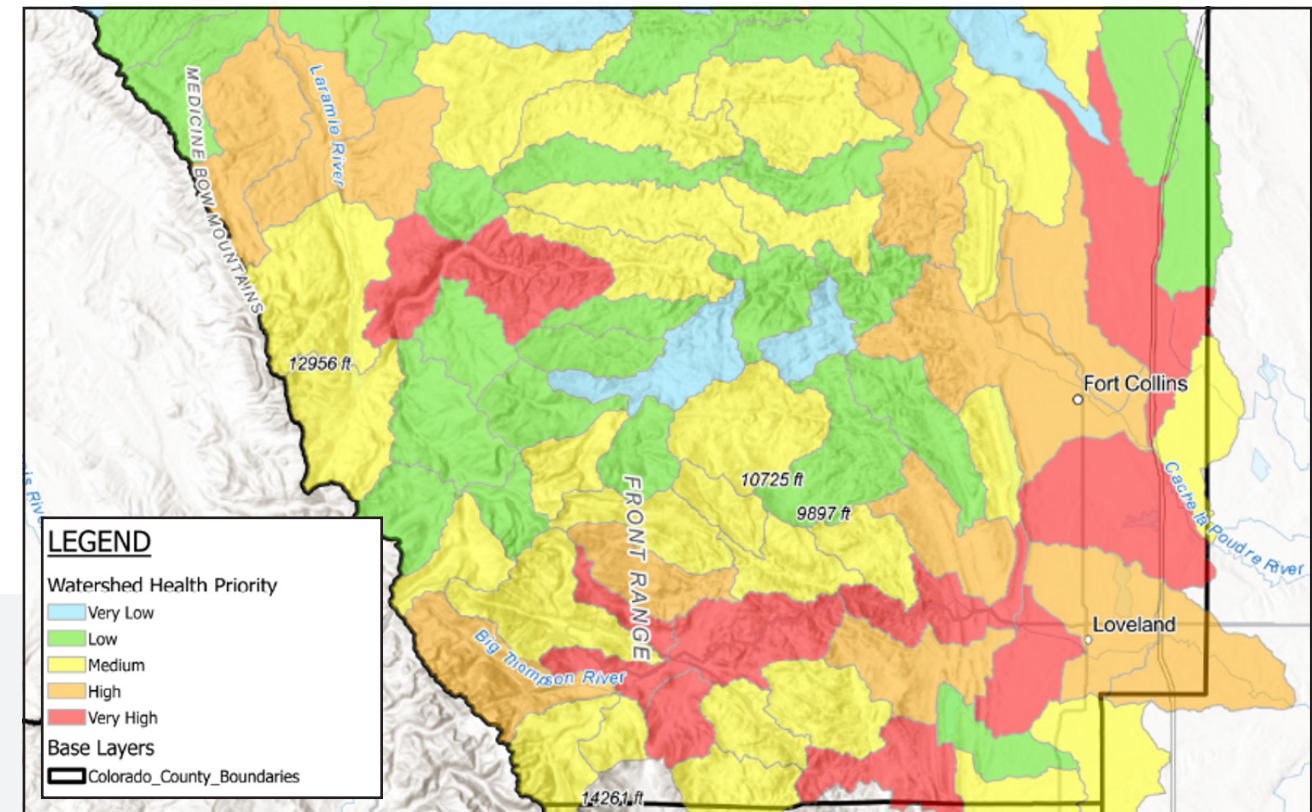 MEDICINE BOW MOUNTAINS
Laramie River
12956 ft
Fort Collins
10725 ft
9897 ft
FRONT RANGE
Cache la Poudre River
is River
LEGEND
Watershed Health Priority
Very Low
Low
Medium
High
Very High
Base Layers
Colorado_County_Boundaries
Loveland
Big Thompson River
14261 ft